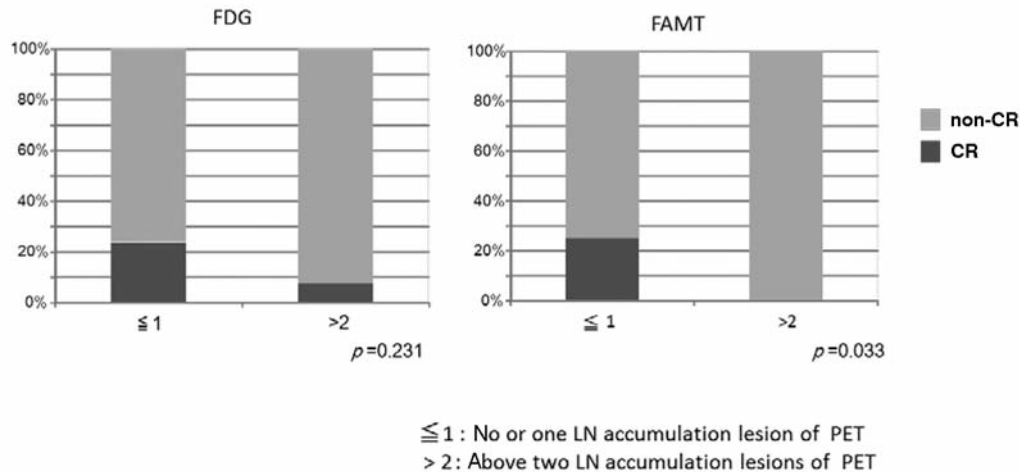 FDG
100%
80%
60%
40%
20%
0%
≦ 1
>2
p=0.231
FAMT
100%
80%
60%
40%
20%
0%
≦ 1
>2
p=0.033
non-CR
CR
≦ 1 : No or one LN accumulation lesion of PET
> 2 : Above two LN accumulation lesions of PET